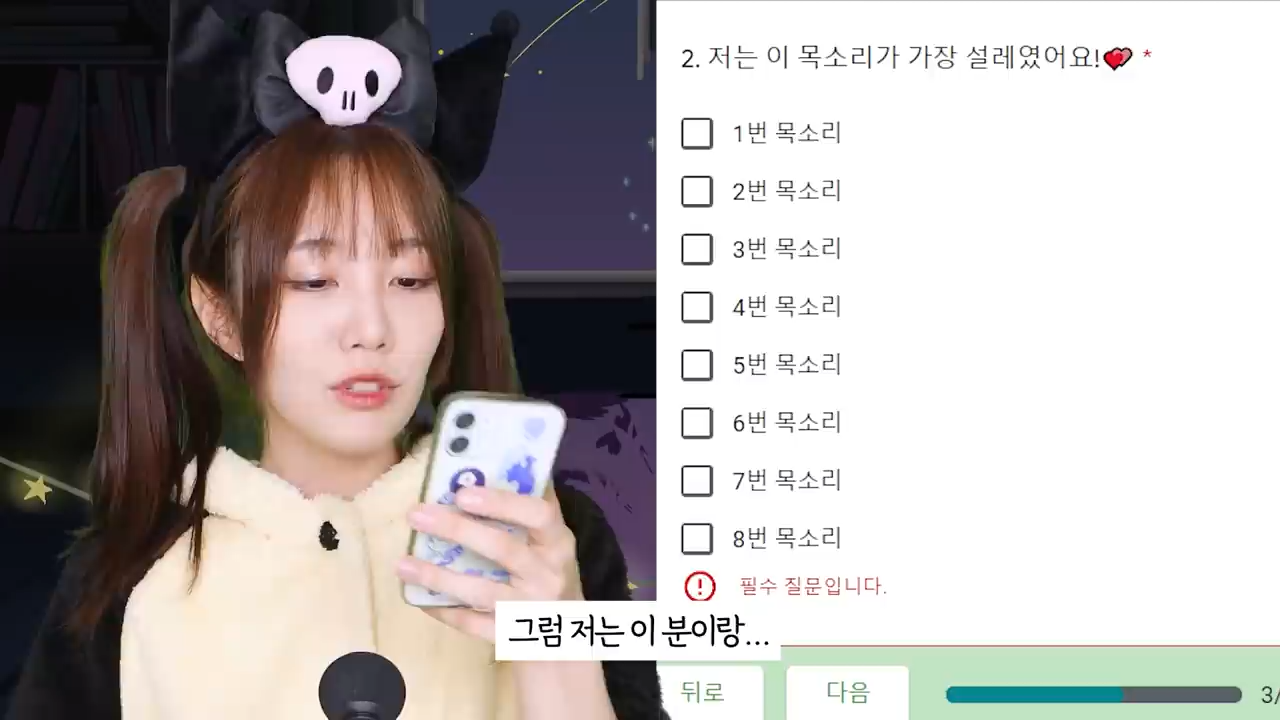 2. 저는 이 목소리가 가장 설레였어요!💕 *
1번 목소리
2번 목소리
3번 목소리
4번 목소리
5번 목소리
6번 목소리
7번 목소리
8번 목소리
필수 질문입니다.
그럼 저는 이 분이랑...
뒤로
다음
3/